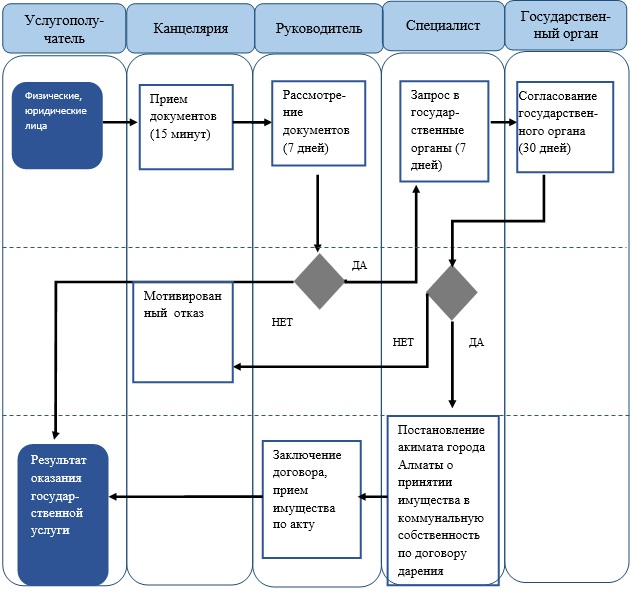 Услугополу-
чатель
Канцелярия
Руководитель
Специалист
Государствен-
ный орган
Физические,
юридические
лица
Прием
документов
(15 минут)
Рассмотре-
ние
документов
(7 дней)
Запрос в
государ-
ственные
органы (7
дней)
Согласование
государствен-
ного органа
(30 дней)
ДА
Мотивирован
ный отказ
НЕТ
НЕТ
ДА
Результат
оказания
государ-
ственной
услуги
Заключение
договора,
прием
имущества
по акту
Постановление
акимата города
Алматы о
принятии
имущества в
коммунальную
собственность
по договору
дарения